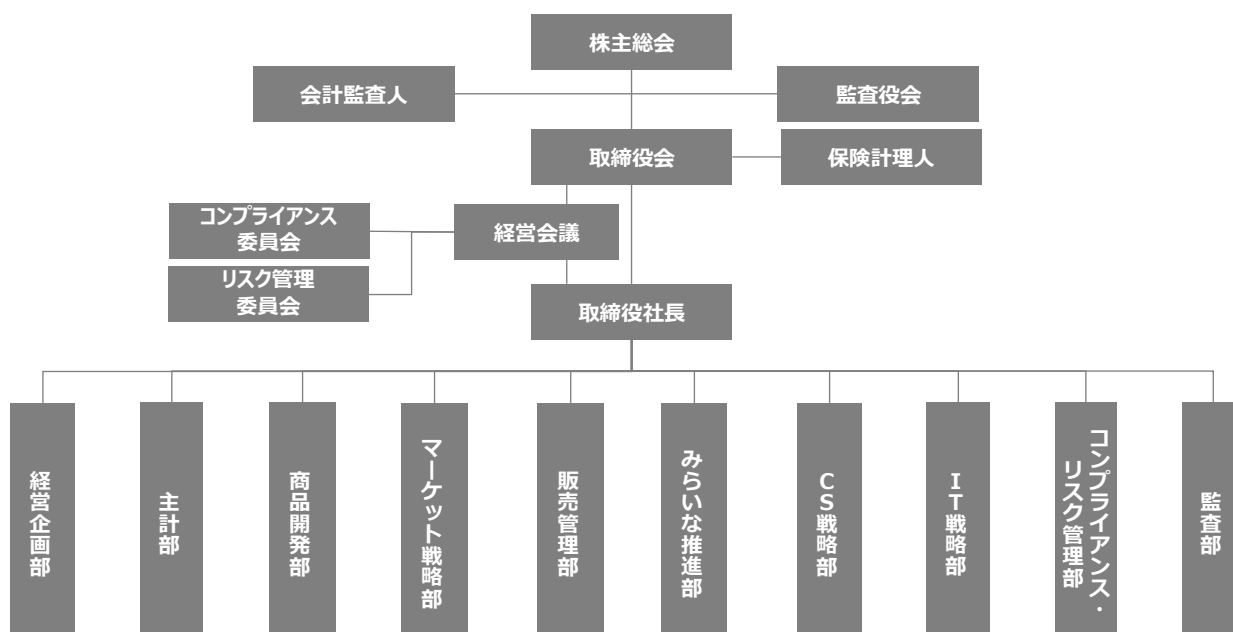 株主総会
会計監査人
監査役会
取締役会
保険計理人
コンプライアンス
委員会
経営会議
リスク管理
委員会
取締役社長
経営企画部
主計部
商品開発部
マーケット戦略部
販売管理部
みらいな推進部
CS戦略部
IT戦略部
コンプライアンス・
リスク管理部
監査部